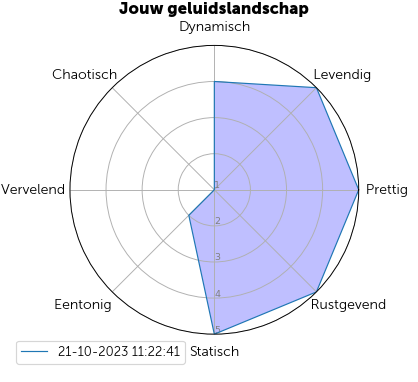 Jouw geluidslandschap
Dynamisch
Chaotisch
Levendig
Vervelend
1
Prettig
2
3
4
Eentonig
Rustgevend
5
21-10-2023 11:22:41
Statisch